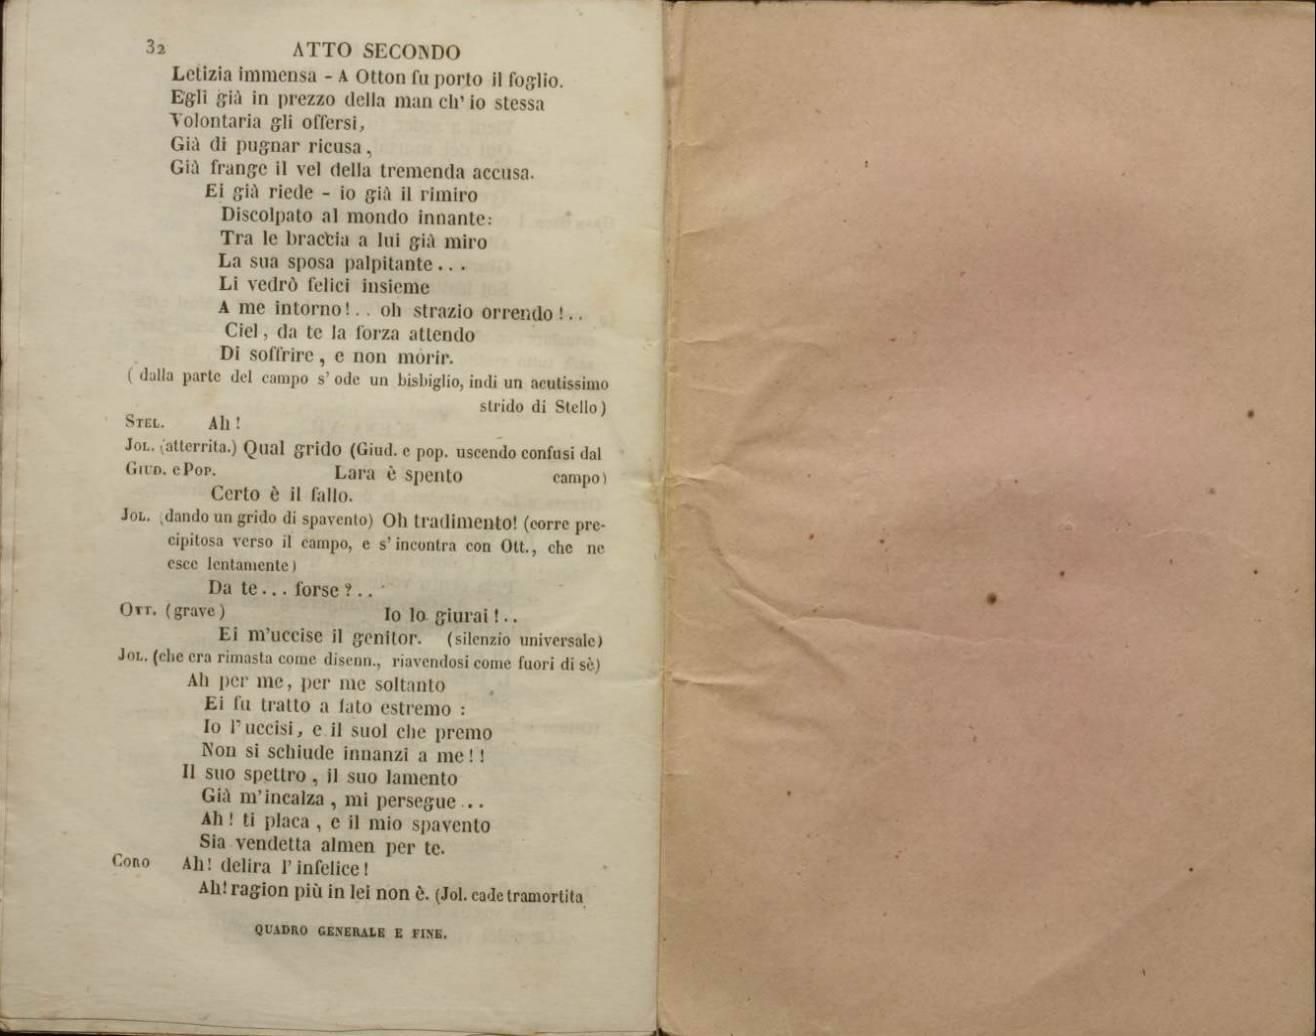 32 ATTO SECONDO
Letizia immensa - A Otton fu porto il foglio.
Egli già in prezzo della man ch' io stessa
Volontaria gli offersi,
Già di pugnar ricusa,
Già frange il vel della tremenda accusa.
Ei già riede - io già il rimiro
Discolpato al mondo innante:
Tra le braccia a lui già miro
La sua sposa palpitante...
Li vedrò felici insieme
A me intorno!.. oh strazio orrendo!..
Ciel, da te la forza attendo
Di soffrire, e non morir.
(dalla parte del campo s' ode un bisbiglio, indi un acutissimo
strido di Stello)
STEL. Ah!
JOL. (atterrita.) Qual grido (Giud. e pop. uscendo confusi dal
GIUD. e POP. Lara è spento campo)
Certo è il fallo.
JOL. (dando un grido di spavento) Oh tradimento! (corre pre-
cipitosa verso il campo, e s' incontra con Ott., che ne
esce lentamente)
Da te... forse?..
OTT. (grave) Io lo giurai!..
Ei m'uccise il genitor. (silenzio universale)
JOL. (che era rimasta come disenn., riavendosi come fuori di sè)
Ah per me, per me soltanto
Ei fu tratto a fato estremo :
Io l'uccisi, e il suol che premo
Non si schiude innanzi a me!!
Il suo spettro, il suo lamento
Già m'incalza, mi persegue...
Ah! ti placa, e il mio spavento
Sia vendetta almen per te.
CORO Ah! delira l' infelice!
Ah! ragion più in lei non è. (Jol. cade tramortita
QUADRO GENERALE E FINE.